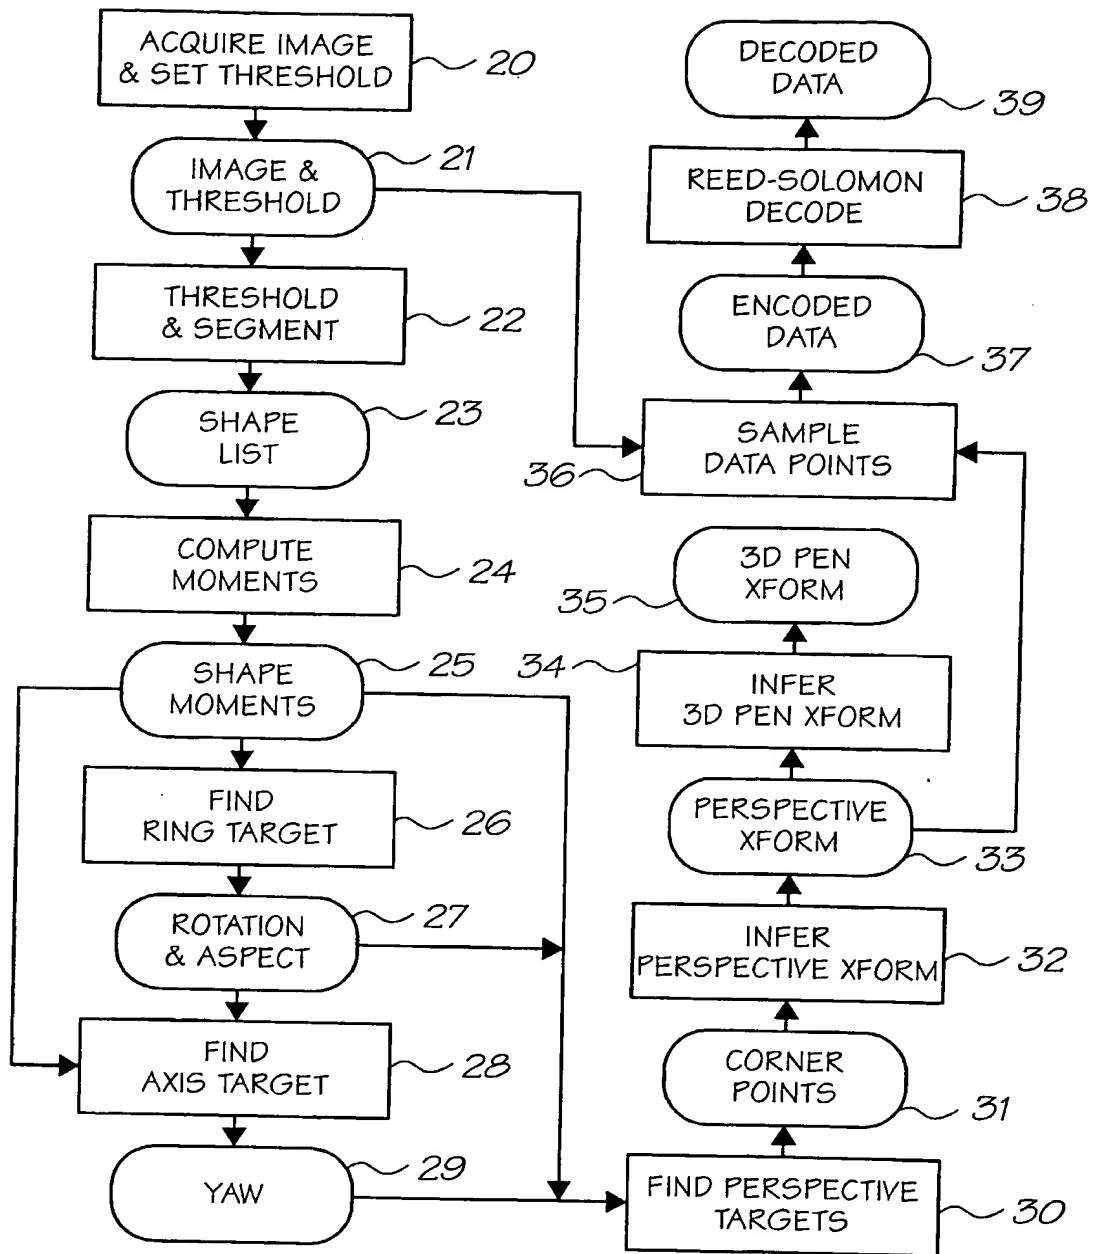 ACQUIRE IMAGE
& SET THRESHOLD
20
IMAGE &
THRESHOLD
21
THRESHOLD
& SEGMENT
22
SHAPE
LIST
23
COMPUTE
MOMENTS
24
SHAPE
MOMENTS
25
FIND
RING TARGET
26
ROTATION
& ASPECT
27
FIND
AXIS TARGET
28
YAW
29
DECODED
DATA
39
REED-SOLOMON
DECODE
38
ENCODED
DATA
37
SAMPLE
DATA POINTS
36
3D PEN
XFORM
35
34
INFER
3D PEN XFORM
PERSPECTIVE
XFORM
33
INFER
PERSPECTIVE XFORM
32
CORNER
POINTS
31
FIND PERSPECTIVE
TARGETS
30